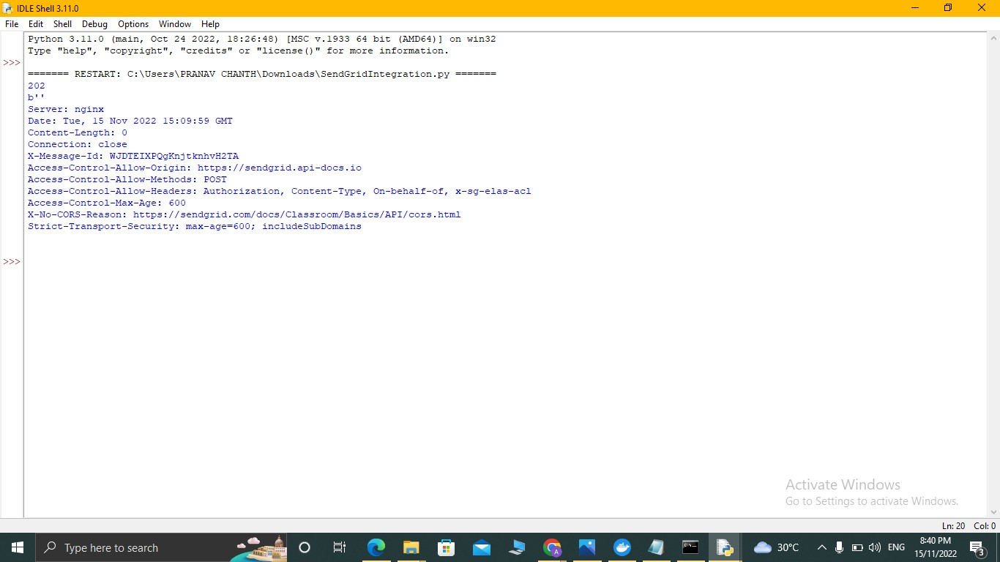 IDLE Shell 3.11.0
File Edit Shell Debug Options Window Help
Python 3.11.0 (main, Oct 24 2022, 18:26:48) [MSC v.1933 64 bit (AMD64)] on win32
Type "help", "copyright", "credits" or "license()" for more information.
>>>
======= RESTART: C:\Users\PRANAV CHANTH\Downloads\SendGridIntegration.py =======
202
b''
Server: nginx
Date: Tue, 15 Nov 2022 15:09:59 GMT
Content-Length: 0
Connection: close
X-Message-Id: WJDTEIXPQgKnjtknhvH2TA
Access-Control-Allow-Origin: https://sendgrid.api-docs.io
Access-Control-Allow-Methods: POST
Access-Control-Allow-Headers: Authorization, Content-Type, On-behalf-of, x-sg-elas-acl
Access-Control-Max-Age: 600
X-No-CORS-Reason: https://sendgrid.com/docs/Classroom/Basics/API/cors.html
Strict-Transport-Security: max-age=600; includeSubDomains
>>>
Activate Windows
Go to Settings to activate Windows.
Ln: 20 Col: 0
Type here to search
30°C
ENG
8:40 PM
15/11/2022
3
A